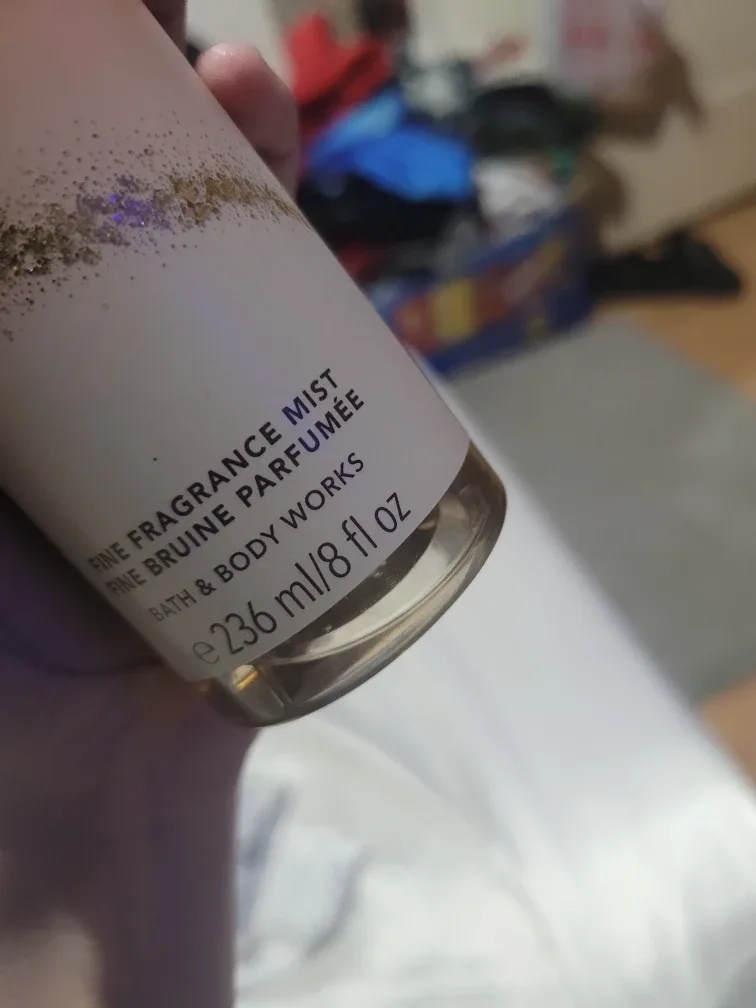 FINE FRAGRANCE MIST
FINE BRUINE PARFUMÉE
BATH & BODY WORKS
℮ 236 ml/8 fl oz